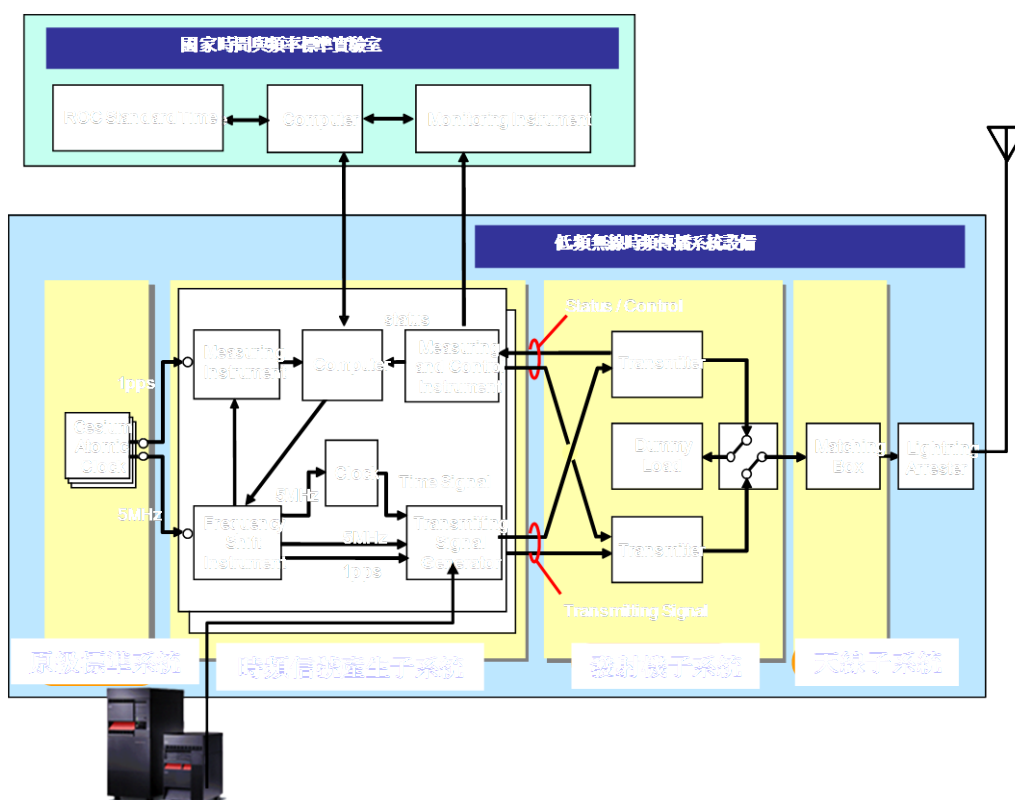 國家時間與頻率標準實驗室
ROC Standard Time
Computer
Monitoring Instrument
低頻無線時頻傳播系統設備
Status / Control
status
Measuring
Instrument
Computer
Measuring
and Control
Instrument
Transmitter
1pps
Cesium
Atomic
Clock
Dummy
Load
Matching
Box
Lightning
Arrester
Clock
Time Signal
5MHz
5MHz
Frequency
Shift
Instrument
5MHz
1pps
Transmitting
Signal
Generator
Transmitter
Transmitting Signal
標準系統
時頻信號產生子系統
發射機子系統
天線子系統